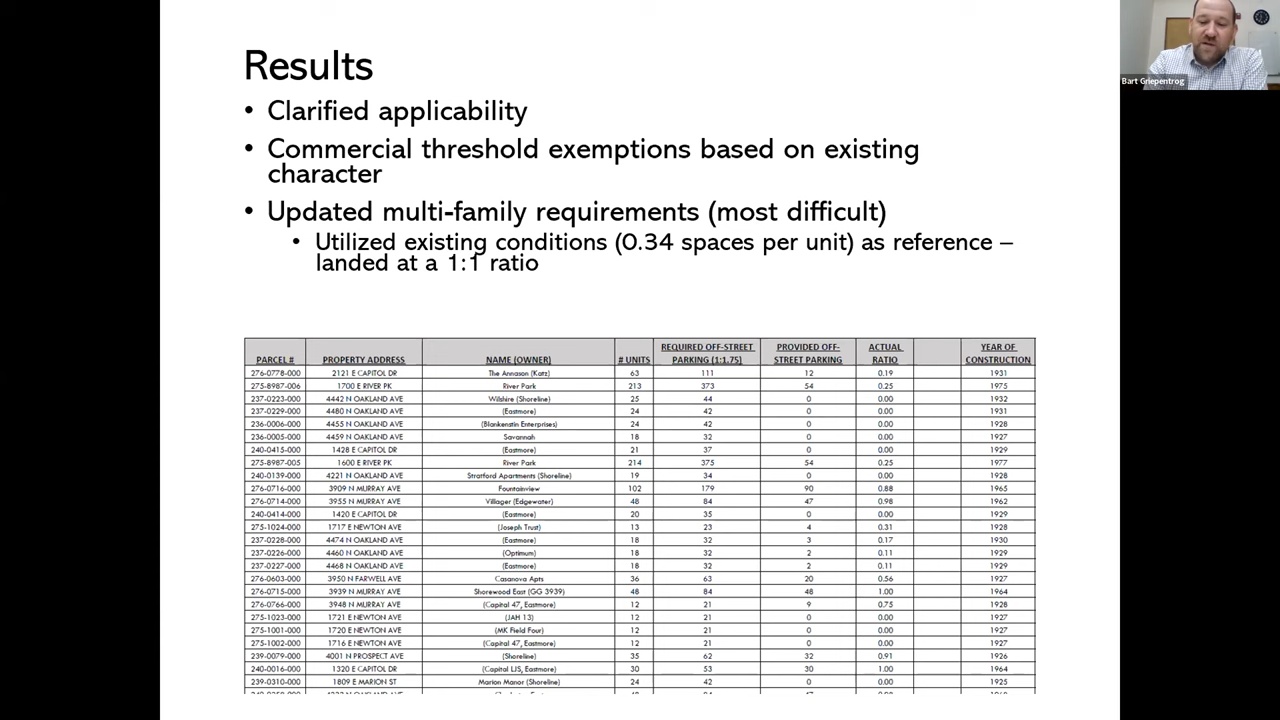 Results
• Clarified applicability
• Commercial threshold exemptions based on existing
character
• Updated multi-family requirements (most difficult)
• Utilized existing conditions (0.34 spaces per unit) as reference –
landed at a 1:1 ratio
Bart Griepentrog
PARCEL # PROPERTY ADDRESS NAME (OWNER) # UNITS REQUIRED OFF-STREET PARKING (1:1.75) PROVIDED OFF-STREET PARKING ACTUAL RATIO YEAR OF CONSTRUCTION
276-0778-000 2121 E CAPITOL DR The Annason (Katz) 63 111 12 0.19 1931
275-8987-006 1700 E RIVER PK River Park 213 373 54 0.25 1975
237-0223-000 4442 N OAKLAND AVE Wilshire (Shoreline) 25 44 0 0.00 1932
237-0229-000 4480 N OAKLAND AVE (Eastmore) 24 42 0 0.00 1931
236-0006-000 4455 N OAKLAND AVE (Blankenstin Enterprises) 24 42 0 0.00 1928
236-0005-000 4459 N OAKLAND AVE Savannah 18 32 0 0.00 1927
240-0415-000 1428 E CAPITOL DR (Eastmore) 21 37 0 0.00 1929
275-8987-005 1600 E RIVER PK River Park 214 375 54 0.25 1977
240-0139-000 4221 N OAKLAND AVE Stratford Apartments (Shoreline) 19 34 0 0.00 1928
276-0716-000 3909 N MURRAY AVE Fountainview 102 179 90 0.88 1965
276-0714-000 3955 N MURRAY AVE Villager (Edgewater) 48 84 47 0.98 1962
240-0414-000 1420 E CAPITOL DR (Eastmore) 20 35 0 0.00 1929
275-1024-000 1717 E NEWTON AVE (Joseph Trust) 13 23 4 0.31 1928
237-0228-000 4474 N OAKLAND AVE (Eastmore) 18 32 3 0.17 1930
237-0226-000 4460 N OAKLAND AVE (Optimum) 18 32 2 0.11 1929
237-0227-000 4468 N OAKLAND AVE (Eastmore) 18 32 2 0.11 1929
276-0603-000 3950 N FARWELL AVE Casanova Apts 36 63 20 0.56 1927
276-0715-000 3939 N MURRAY AVE Shorewood East (GG 3939) 48 84 48 1.00 1964
276-0766-000 3948 N MURRAY AVE (Capital 47, Eastmore) 12 21 9 0.75 1928
275-1023-000 1721 E NEWTON AVE (JAH 13) 12 21 0 0.00 1927
275-1001-000 1720 E NEWTON AVE (MK Field Four) 12 21 0 0.00 1927
275-1002-000 1716 E NEWTON AVE (Capital 47, Eastmore) 12 21 0 0.00 1927
239-0079-000 4001 N PROSPECT AVE (Shoreline) 35 62 32 0.91 1926
240-0016-000 1320 E CAPITOL DR (Capital LJS, Eastmore) 30 53 30 1.00 1964
239-0310-000 1809 E MARION ST Marion Manor (Shoreline) 24 42 0 0.00 1925